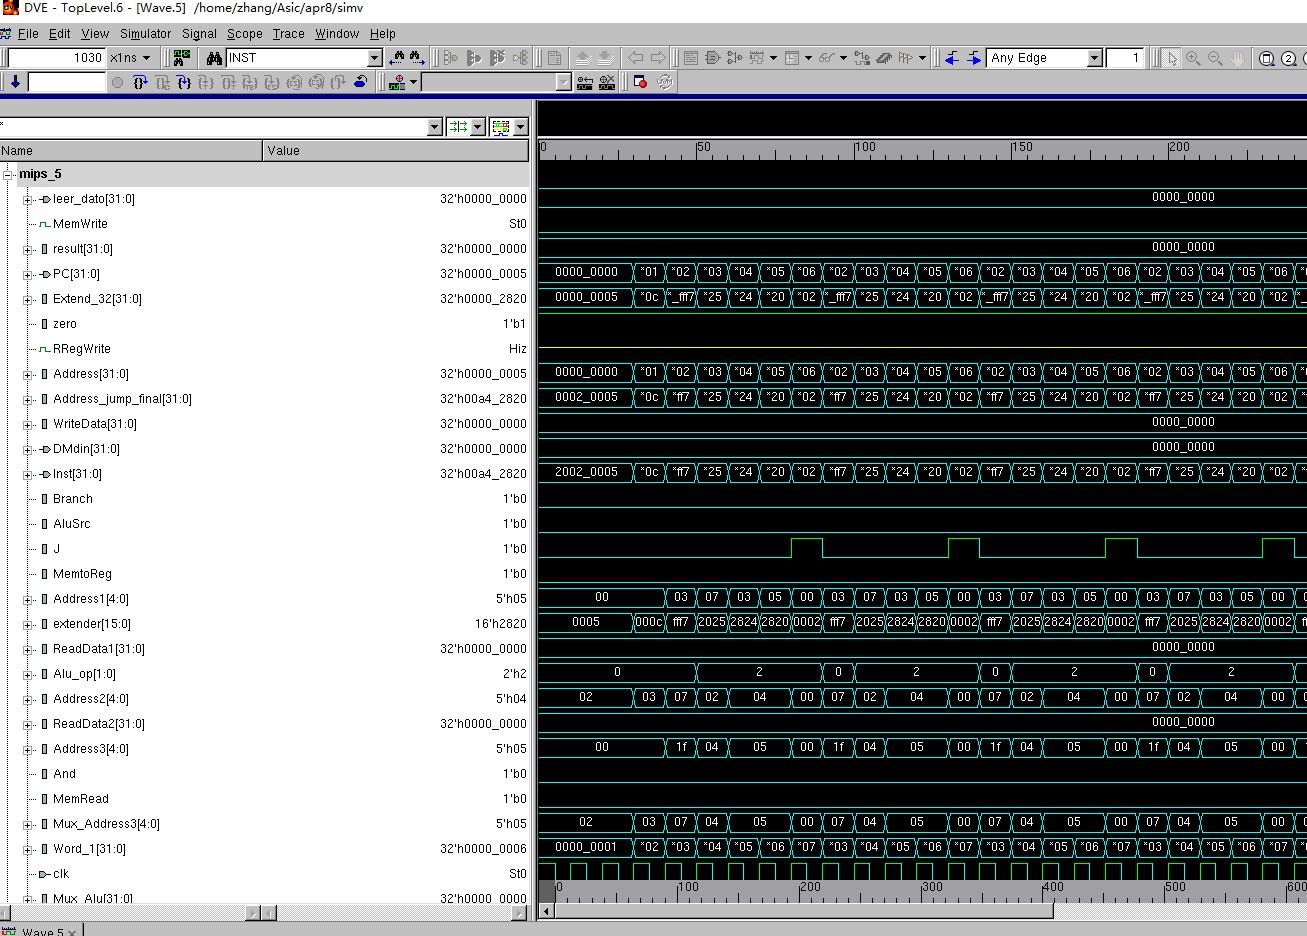 DVE - TopLevel.6 - [Wave.5]  /home/zhang/Asic/apr8/simv
File Edit View Simulator Signal Scope Trace Window Help
1030 x1ns INST Any Edge 1
*
Name Value
0 50 100 150 200
mips_5
leer_dato[31:0] 32'h0000_0000 0000_0000
MemWrite St0
result[31:0] 32'h0000_0000 0000_0000
PC[31:0] 32'h0000_0005 0000_0000 *01 *02 *03 *04 *05 *06 *02 *03 *04 *05 *06 *02 *03 *04 *05 *06 *02 *03 *04 *05 *06
Extend_32[31:0] 32'h0000_2820 0000_0005 *0c *_fff7 *25 *24 *20 *02 *_fff7 *25 *24 *20 *02 *_fff7 *25 *24 *20 *02 *_fff7 *25 *24 *20 *02
zero 1'b1
RRegWrite Hiz
Address[31:0] 32'h0000_0005 0000_0000 *01 *02 *03 *04 *05 *06 *02 *03 *04 *05 *06 *02 *03 *04 *05 *06 *02 *03 *04 *05 *06
Address_jump_final[31:0] 32'h00a4_2820 0002_0005 *0c *ff7 *25 *24 *20 *02 *ff7 *25 *24 *20 *02 *ff7 *25 *24 *20 *02 *ff7 *25 *24 *20 *02
WriteData[31:0] 32'h0000_0000 0000_0000
DMdin[31:0] 32'h0000_0000 0000_0000
Inst[31:0] 32'h00a4_2820 2002_0005 *0c *ff7 *25 *24 *20 *02 *ff7 *25 *24 *20 *02 *ff7 *25 *24 *20 *02 *ff7 *25 *24 *20 *02
Branch 1'b0
AluSrc 1'b0
J 1'b0
MemtoReg 1'b0
Address1[4:0] 5'h05 00 03 07 03 05 00 03 07 03 05 00 03 07 03 05 00 03 07 03 05 00
extender[15:0] 16'h2820 0005 000c fff7 2025 2824 2820 0002 fff7 2025 2824 2820 0002 fff7 2025 2824 2820 0002 fff7 2025 2824 2820 0002
ReadData1[31:0] 32'h0000_0000 0000_0000
Alu_op[1:0] 2'h2 0 2 0 2 0 2 0 2
Address2[4:0] 5'h04 02 03 07 02 04 00 07 02 04 00 07 02 04 00 07 02 04 00
ReadData2[31:0] 32'h0000_0000 0000_0000
Address3[4:0] 5'h05 00 1f 04 05 00 1f 04 05 00 1f 04 05 00 1f 04 05 00
And 1'b0
MemRead 1'b0
Mux_Address3[4:0] 5'h05 02 03 07 04 05 00 07 04 05 00 07 04 05 00 07 04 05 00
Word_1[31:0] 32'h0000_0006 0000_0001 *02 *03 *04 *05 *06 *07 *03 *04 *05 *06 *07 *03 *04 *05 *06 *07 *03 *04 *05 *06 *07
clk St0
Mux_Alu[31:0] 32'h0000_0000
0 100 200 300 400 500 600
Wave.5